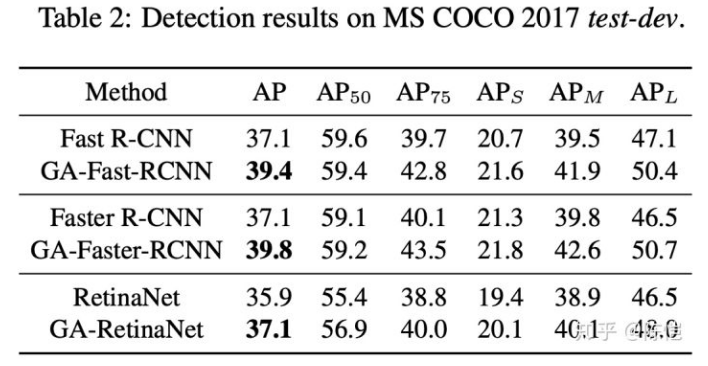 Table 2: Detection results on MS COCO 2017 test-dev.
Method AP AP50 AP75 APS APM APL
Fast R-CNN 37.1 59.6 39.7 20.7 39.5 47.1
GA-Fast-RCNN 39.4 59.4 42.8 21.6 41.9 50.4
Faster R-CNN 37.1 59.1 40.1 21.3 39.8 46.5
GA-Faster-RCNN 39.8 59.2 43.5 21.8 42.6 50.7
RetinaNet 35.9 55.4 38.8 19.4 38.9 46.5
GA-RetinaNet 37.1 56.9 40.0 20.1 40.1 48.0
知乎